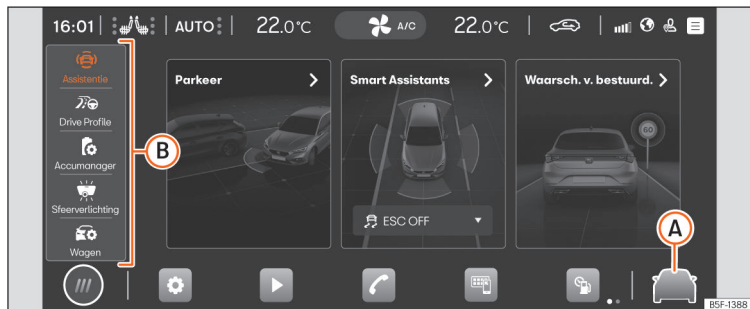 16:01 AUTO 22.0°C A/C 22.0°C
Assistentie
Drive Profile
Accumanager
Sfeerverlichting
Wagen
B
Parkeer
Smart Assistants
ESC OFF
Waarsch. v. bestuurd.
60
A
B5F-1388